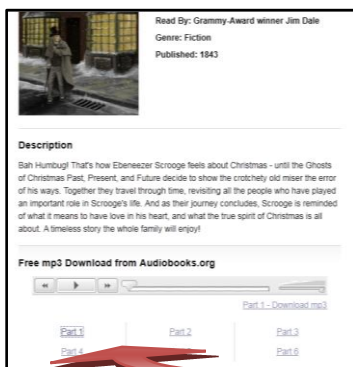 Read By: Grammy-Award winner Jim Dale
Genre: Fiction
Published: 1843
Description
Bah Humbug! That's how Ebeneezer Scrooge feels about Christmas - until the Ghosts
of Christmas Past, Present, and Future decide to show the crotchety old miser the error
of his ways. Together they travel through time, revisiting all the people who have played
an important role in Scrooge's life. And as their journey concludes, Scrooge is reminded
of what it means to have love in his heart, and what the true spirit of Christmas is all
about. A timeless story the whole family will enjoy!
Free mp3 Download from Audiobooks.org
Part 1 - Download mp3
Part 1 Part 2 Part 3
Part 4 Part 6